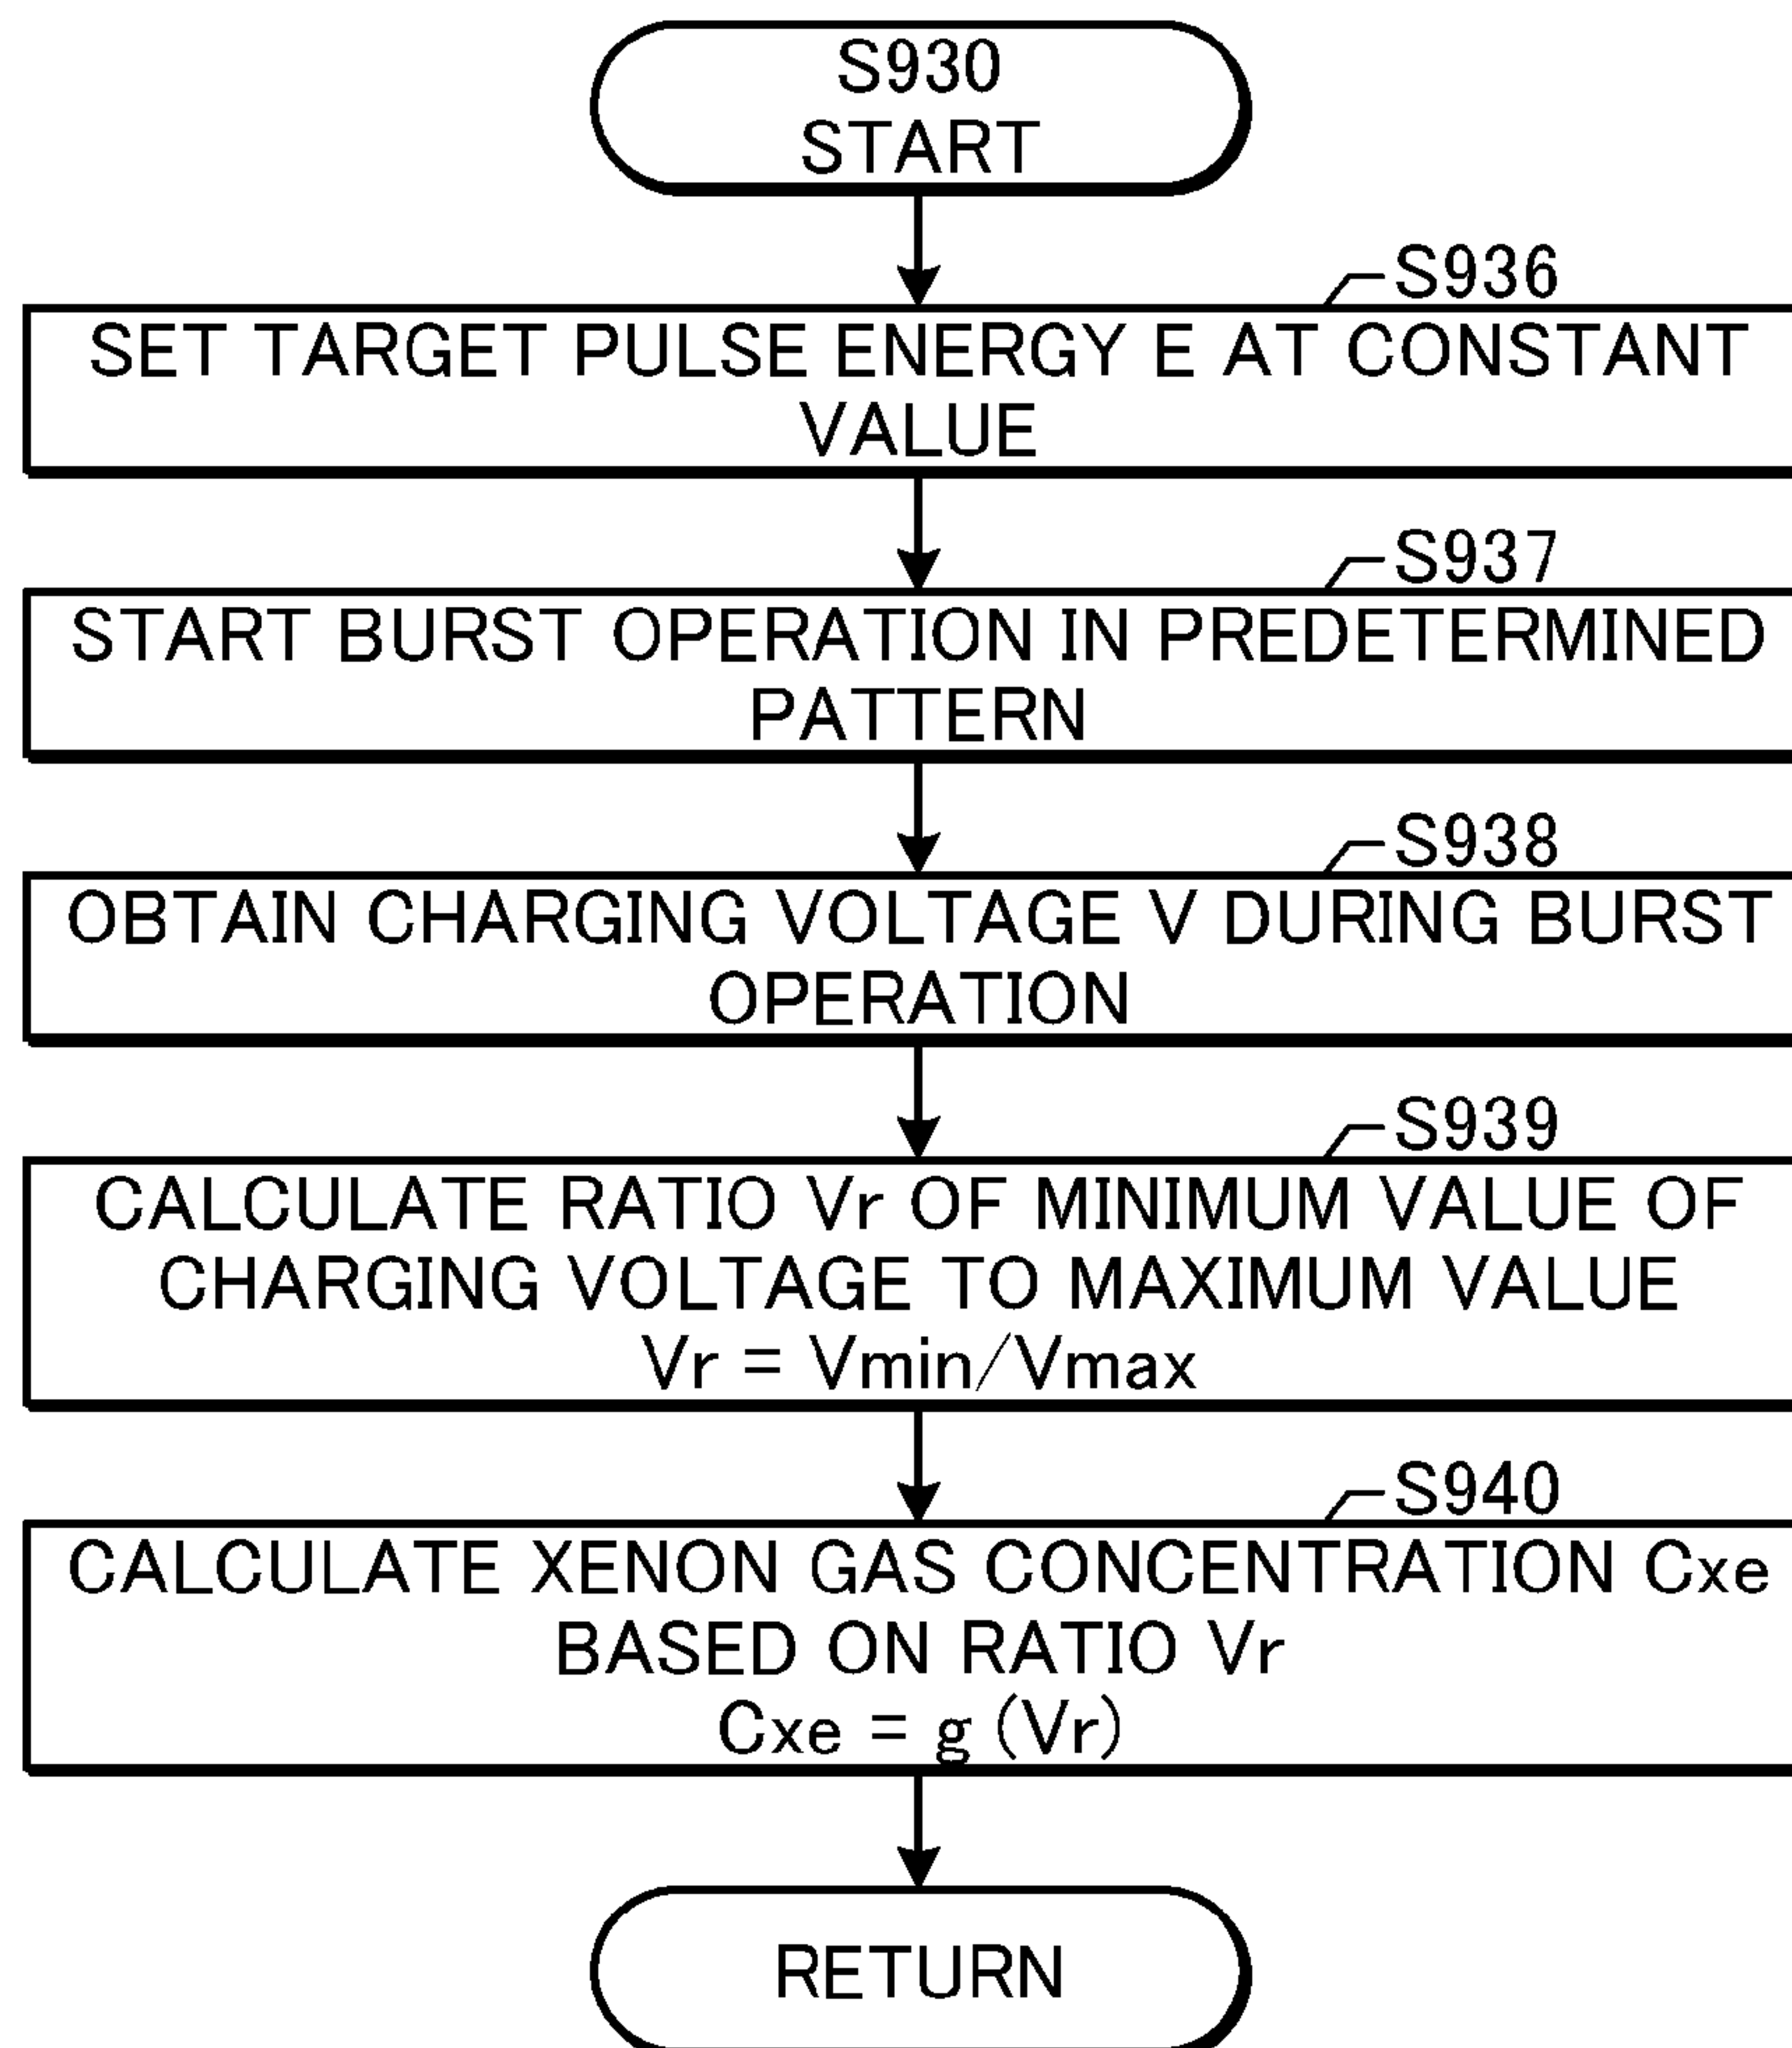 S930
START
S936
SET TARGET PULSE ENERGY E AT CONSTANT
VALUE
S937
START BURST OPERATION IN PREDETERMINED
PATTERN
S938
OBTAIN CHARGING VOLTAGE V DURING BURST
OPERATION
S939
CALCULATE RATIO Vr OF MINIMUM VALUE OF
CHARGING VOLTAGE TO MAXIMUM VALUE
Vr = Vmin/Vmax
S940
CALCULATE XENON GAS CONCENTRATION Cxe
BASED ON RATIO Vr
Cxe = g (Vr)
RETURN